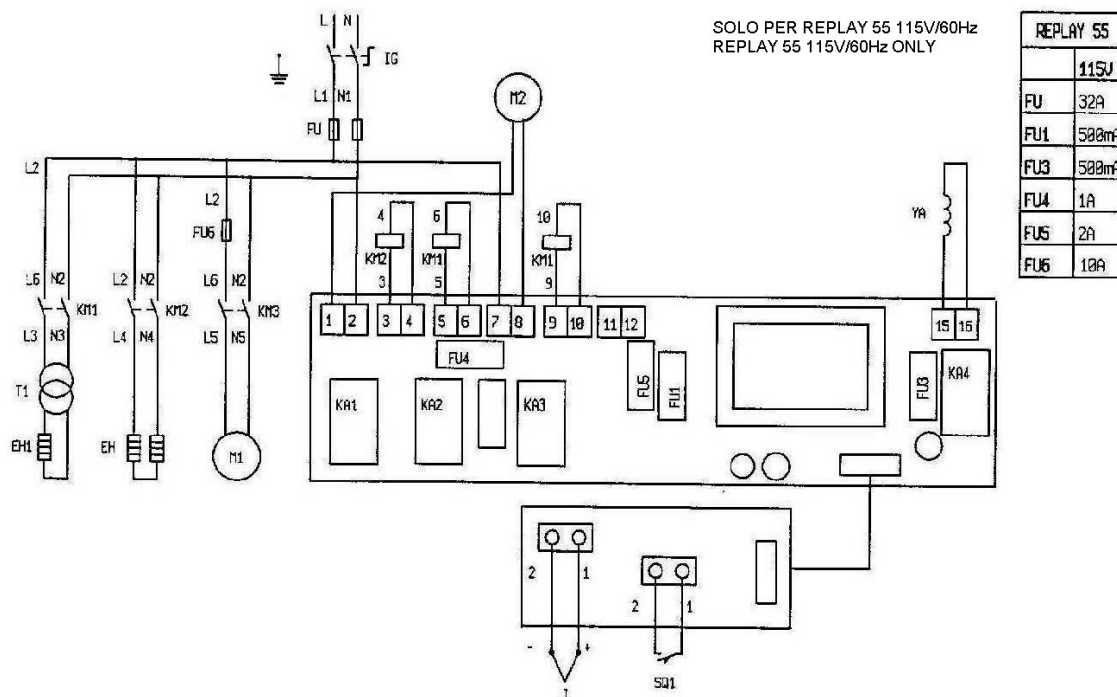 SOLO PER REPLAY 55 115V/60Hz
REPLAY 55 115V/60Hz ONLY
REPLAY 55
115V
FU 32A
FU1 500mA
FU3 500mA
FU4 1A
FU5 2A
FU6 10A
L N
IG
L1 N1
FU
M2
L2
L2
FU6
4 6 10
YA
KM2 KM1 KM1
3 5 9
L6 N2 L2 N2 L6 N2
KM1 KM2 KM3
L3 N3 L4 N4 L5 N5
1 2 3 4 5 6 7 8 9 10 11 12 15 16
T1
FU4
FU5 FU1 FU3 KA4
KA1 KA2 KA3
EH1 EH M1
2 1
2 1
- +
SQ1